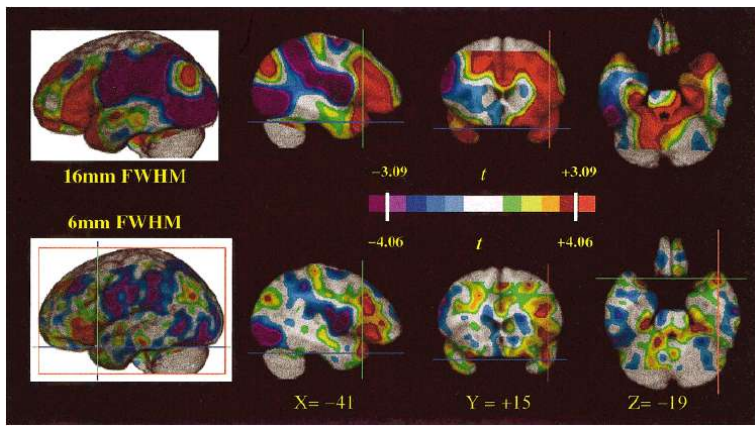 16mm FWHM
−3.09 t +3.09
6mm FWHM
−4.06 t +4.06
X= −41 Y = +15 Z= −19